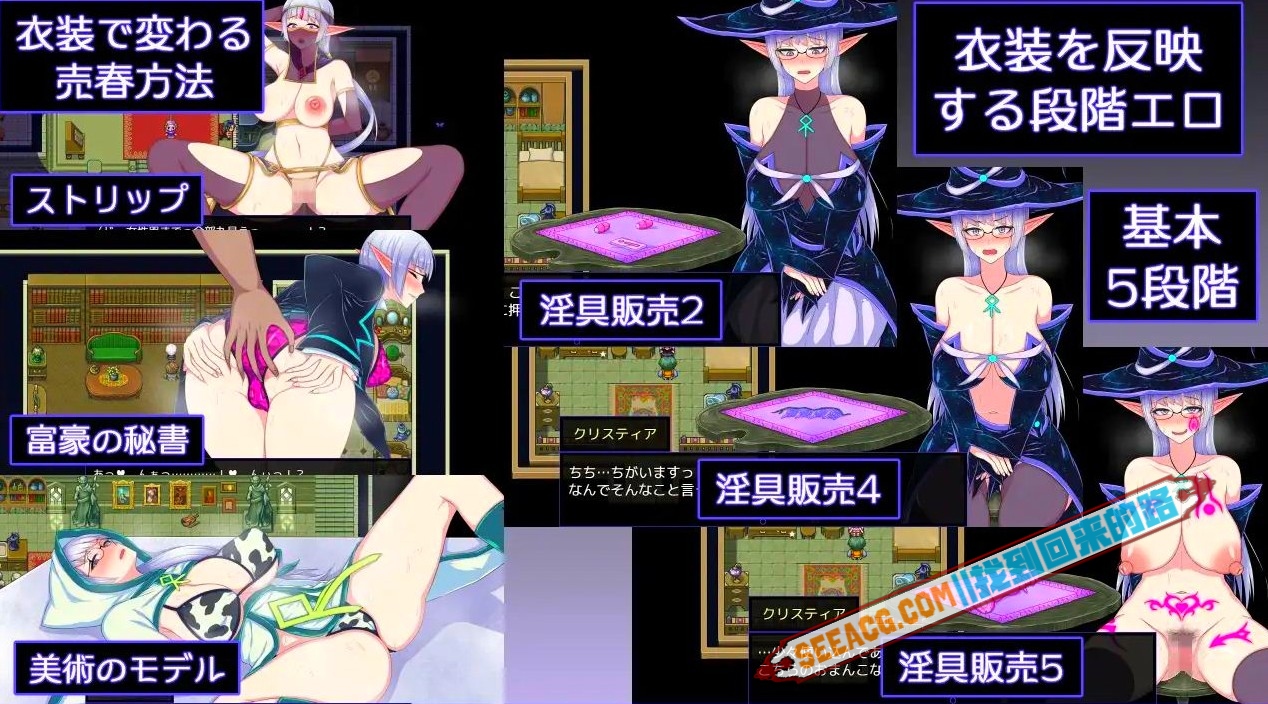 衣装で変わる
売春方法
ストリップ
富豪の秘書
美術のモデル
淫具販売2
クリスティア
ちち…ちがいますっ
なんでそんなこと言
淫具販売4
クリスティア
淫具販売5
衣装を反映
する段階エロ
基本
5段階
SEEACG.COM||找到回来的路